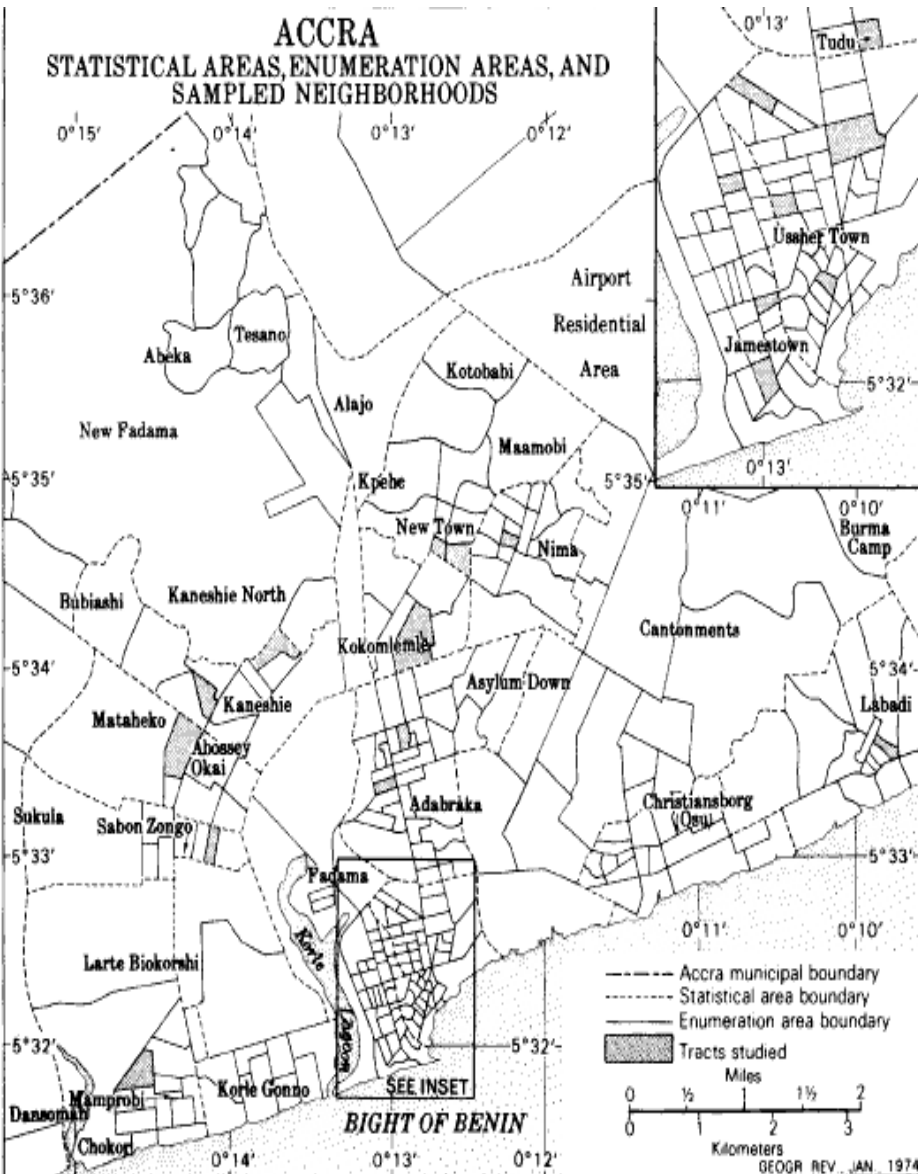 ACCRA
STATISTICAL AREAS, ENUMERATION AREAS, AND
SAMPLED NEIGHBORHOODS
0°15'
0°14'
0°13'
0°12'
0°13'
Tudu
Ussher Town
Jamestown
5°32'
0°13'
5°36'
Airport
Residential
Area
Tesano
Abeka
Kotobabi
Alajo
New Fadama
Maamobi
5°35'
Kpehe
5°35'
0°11'
0°10'
New Town
Nima
Burma
Camp
Bubiashi
Kaneshie North
Cantonments
Kokomlemle
5°34'
5°34'
Asylum Down
Kaneshie
Labadi
Mataheko
Abossey
Okai
Sukula
Sabon Zongo
Adabraka
Christiansborg
(Osu)
5°33'
5°33'
Fadama
0°11'
0°10'
Korle
Lagoon
Larte Biokorshi
0°12'
Accra municipal boundary
Statistical area boundary
Enumeration area boundary
Tracts studied
5°32'
5°32'
Mamprobi
Korle Gonno
SEE INSET
Dansoman
Chokori
BIGHT OF BENIN
0°14'
0°13'
0°12'
Miles
0 ½ 1 1½ 2
0 1 2 3
Kilometers
GEOGR REV. JAN. 1974